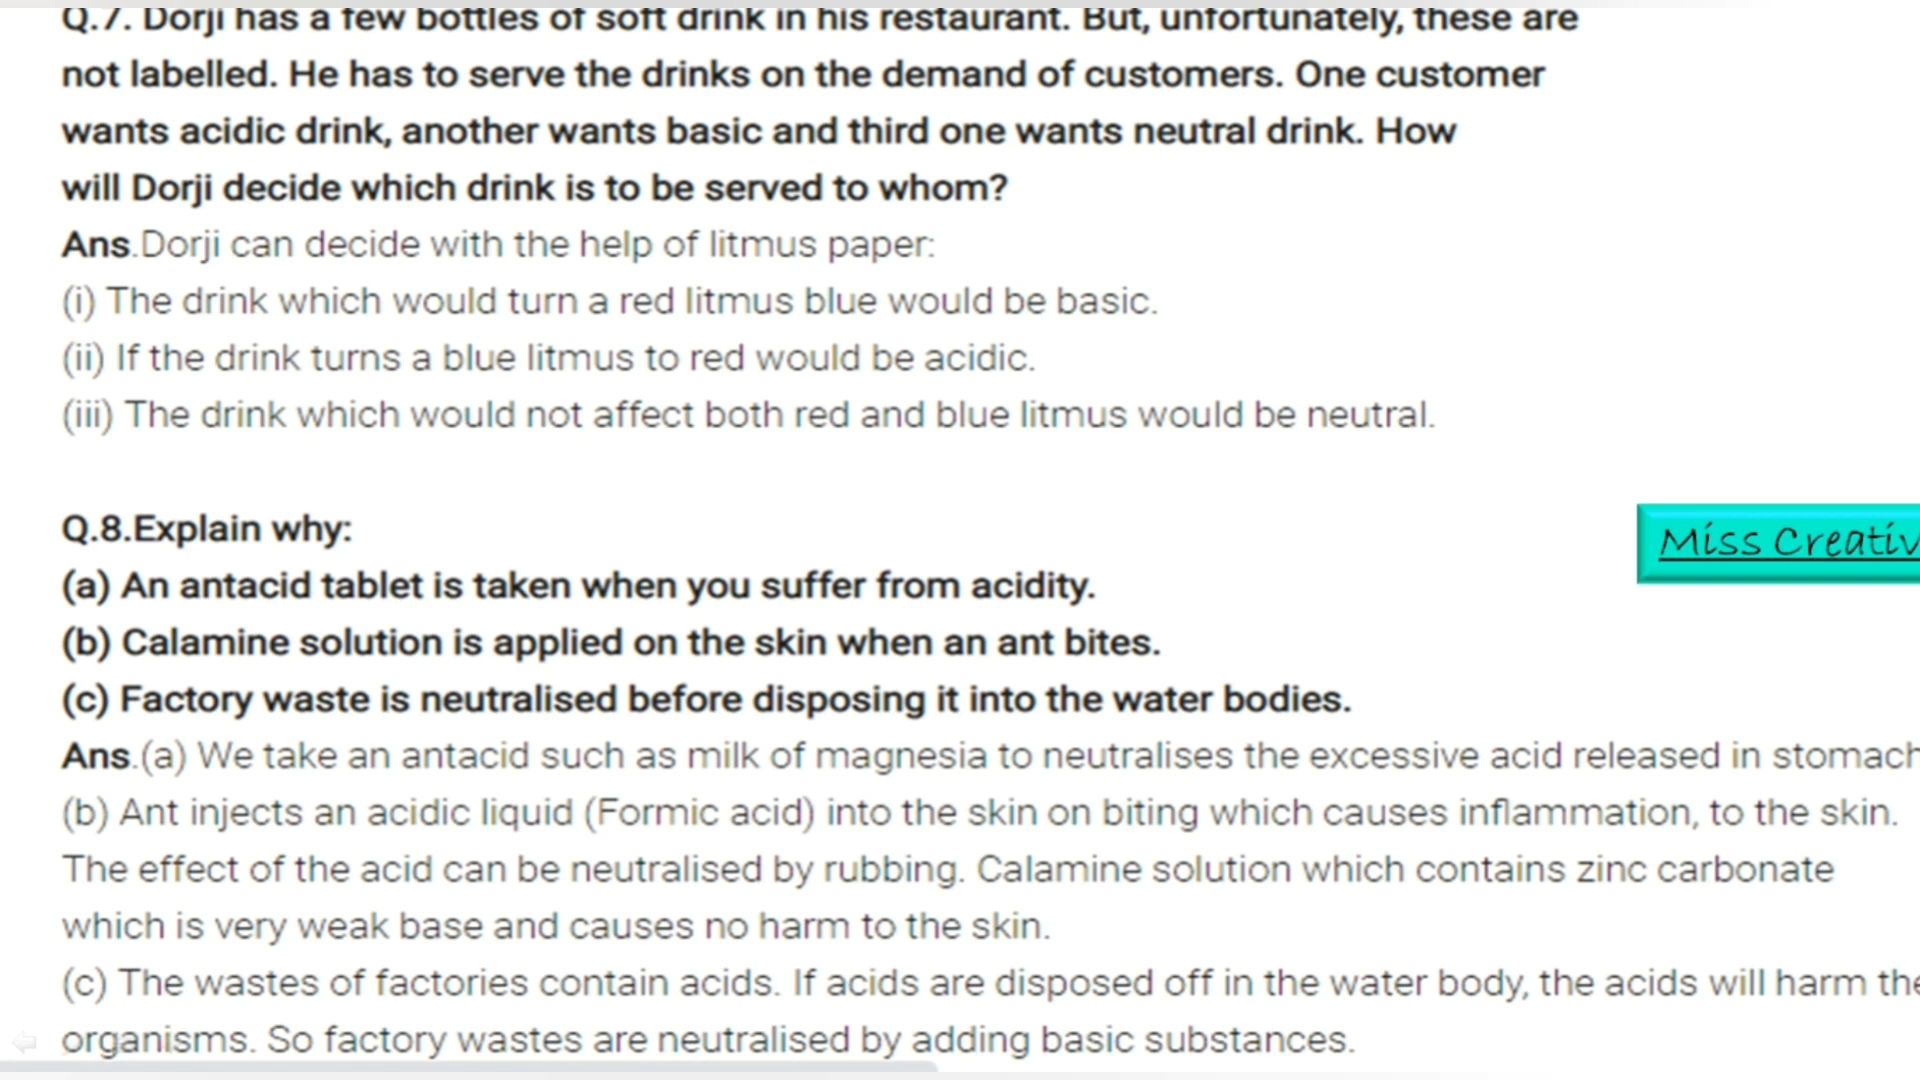 Q.7. Dorji has a few bottles of soft drink in his restaurant. But, unfortunately, these are
not labelled. He has to serve the drinks on the demand of customers. One customer
wants acidic drink, another wants basic and third one wants neutral drink. How
will Dorji decide which drink is to be served to whom?
Ans.Dorji can decide with the help of litmus paper:
(i) The drink which would turn a red litmus blue would be basic.
(ii) If the drink turns a blue litmus to red would be acidic.
(iii) The drink which would not affect both red and blue litmus would be neutral.
Q.8.Explain why:
Miss Creativ
(a) An antacid tablet is taken when you suffer from acidity.
(b) Calamine solution is applied on the skin when an ant bites.
(c) Factory waste is neutralised before disposing it into the water bodies.
Ans.(a) We take an antacid such as milk of magnesia to neutralises the excessive acid released in stomach
(b) Ant injects an acidic liquid (Formic acid) into the skin on biting which causes inflammation, to the skin.
The effect of the acid can be neutralised by rubbing. Calamine solution which contains zinc carbonate
which is very weak base and causes no harm to the skin.
(c) The wastes of factories contain acids. If acids are disposed off in the water body, the acids will harm the
organisms. So factory wastes are neutralised by adding basic substances.